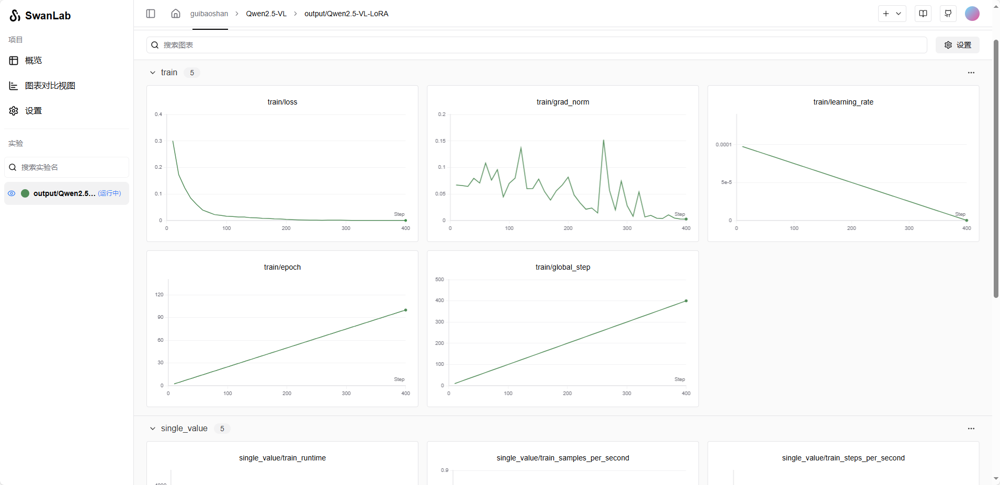 SwanLab
项目
概览
图表对比视图
设置
实验
搜索实验名
output/Qwen2.5... (运行中)
guibaoshan > Qwen2.5-VL > output/Qwen2.5-VL-LoRA
搜索图表
设置
train 5
train/loss
0.4
0.3
0.2
0.1
0
Step
0 100 200 300 400
train/grad_norm
0.2
0.15
0.1
0.05
0
Step
0 100 200 300 400
train/learning_rate
0.0001
5e-5
0
Step
0 100 200 300 400
train/epoch
120
90
60
30
0
Step
0 100 200 300 400
train/global_step
500
400
300
200
100
0
Step
0 100 200 300 400
single_value 5
single_value/train_runtime
single_value/train_samples_per_second
0.9
single_value/train_steps_per_second